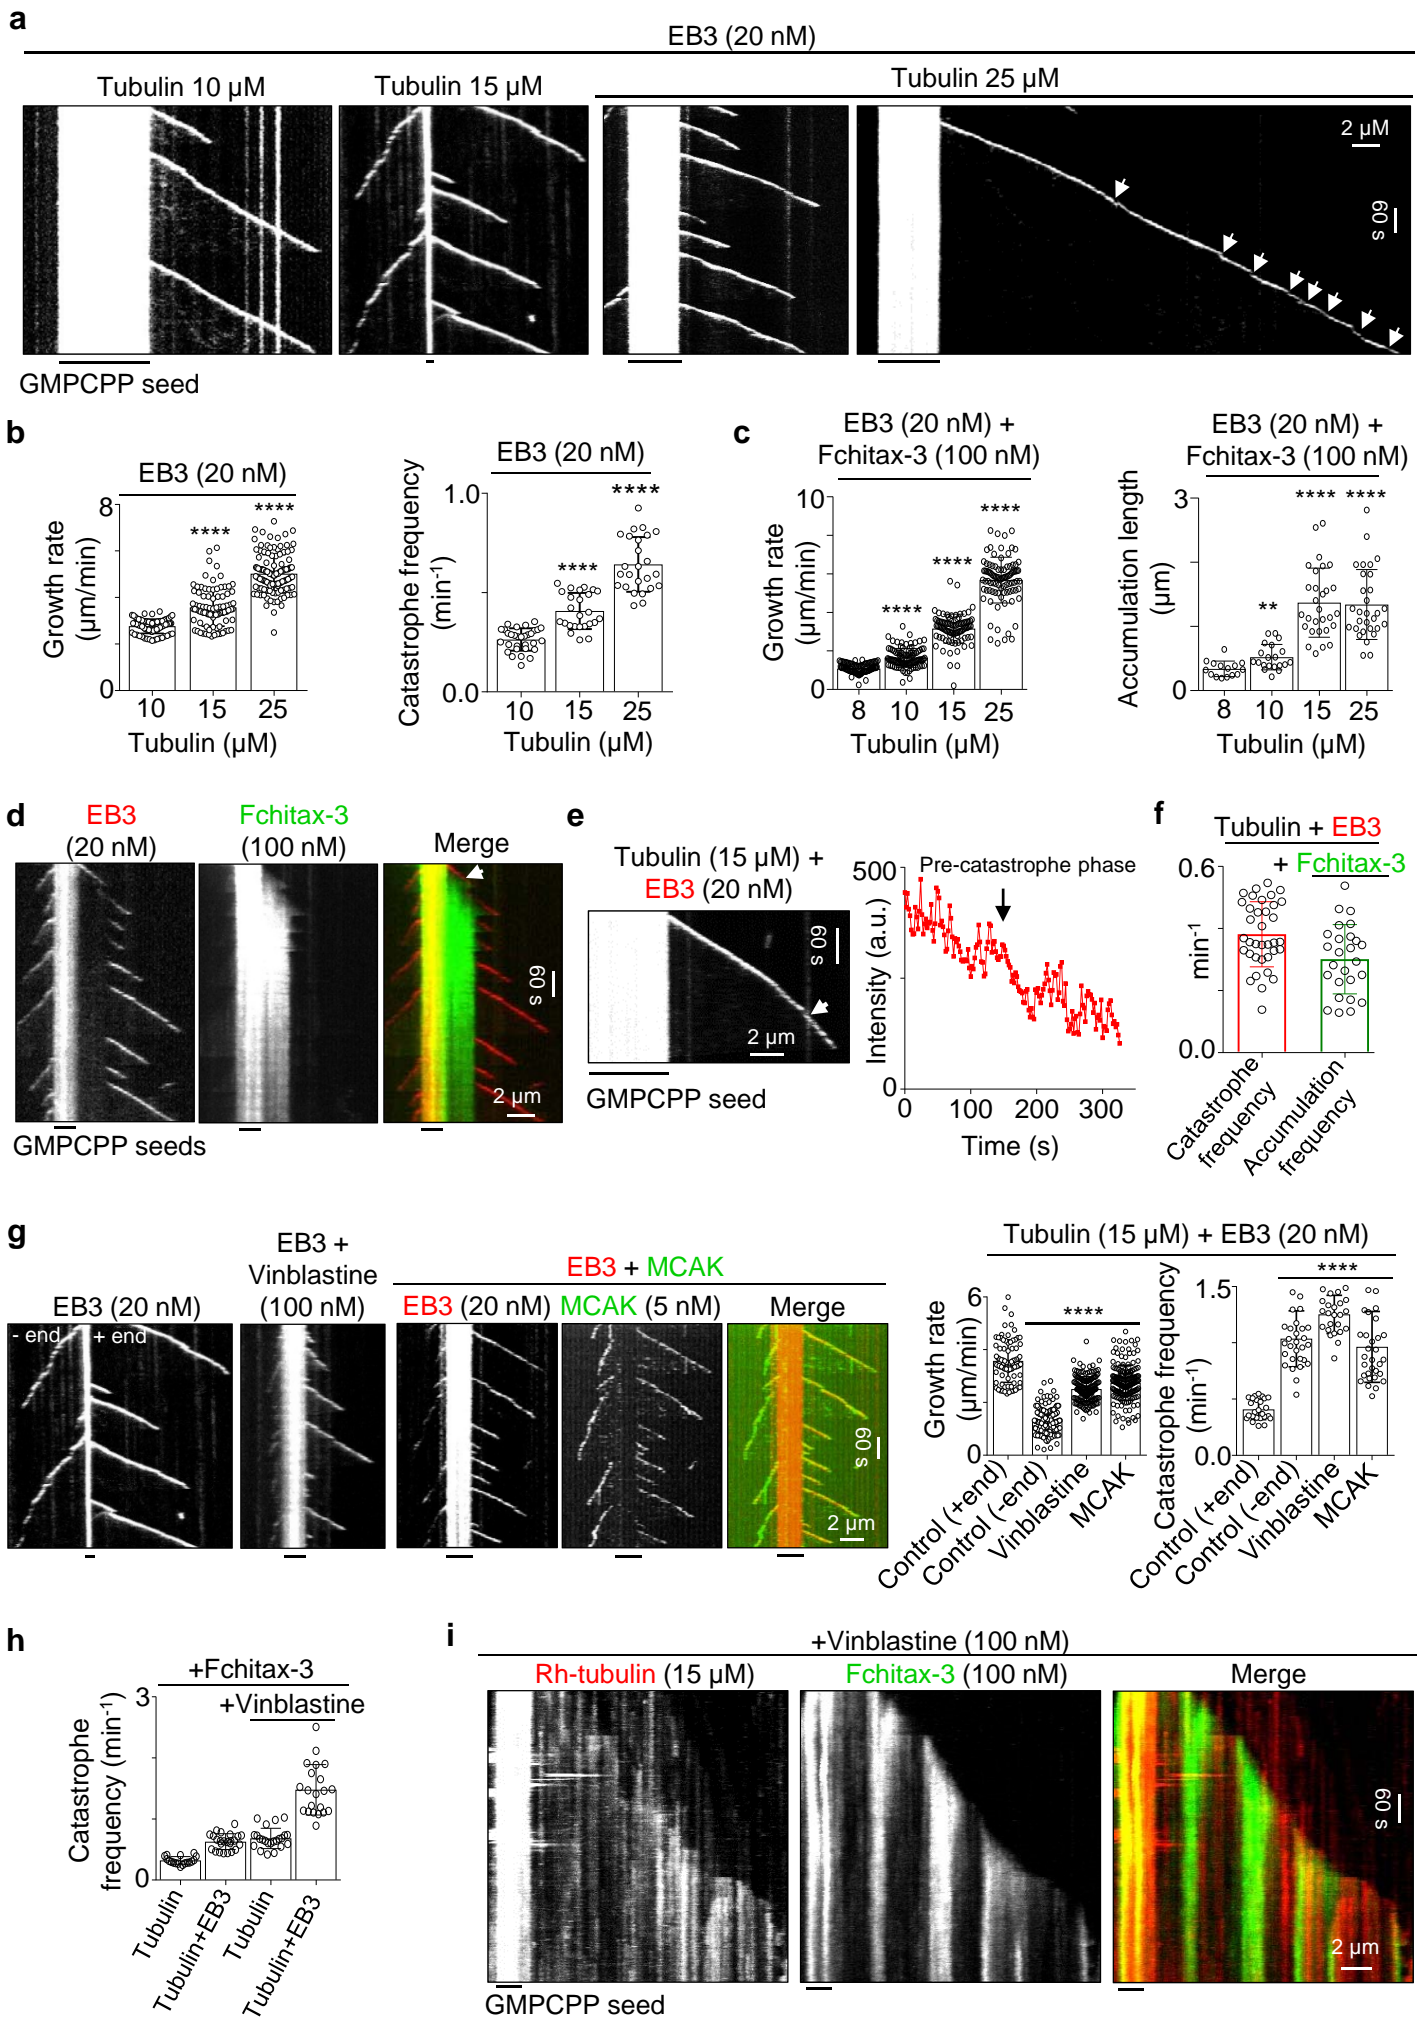 a
EB3 (20 nM)
Tubulin 10 µM
Tubulin 15 µM
Tubulin 25 µM
2 µM
60 s
GMPCPP seed
b
EB3 (20 nM)
Growth rate
(µm/min)
8
0
**** ****
10 15 25
Tubulin (µM)
EB3 (20 nM)
Catastrophe frequency
(min-1)
1.0
0.0
**** ****
10 15 25
Tubulin (µM)
c
EB3 (20 nM) +
Fchitax-3 (100 nM)
Growth rate
(µm/min)
10
0
**** **** ****
8 10 15 25
Tubulin (µM)
EB3 (20 nM) +
Fchitax-3 (100 nM)
Accumulation length
(µm)
3
0
** **** ****
8 10 15 25
Tubulin (µM)
d
EB3
(20 nM)
Fchitax-3
(100 nM)
Merge
60 s
2 µm
GMPCPP seeds
e
Tubulin (15 µM) +
EB3 (20 nM)
60 s
2 µm
GMPCPP seed
Pre-catastrophe phase
Intensity (a.u.)
500
0
0 100 200 300
Time (s)
f
Tubulin + EB3
+ Fchitax-3
min-1
0.6
0.0
Catastrophe
frequency
Accumulation
frequency
g
EB3 (20 nM)
- end
+ end
EB3 +
Vinblastine
(100 nM)
EB3 + MCAK
EB3 (20 nM)
MCAK (5 nM)
Merge
60 s
2 µm
Tubulin (15 µM) + EB3 (20 nM)
Growth rate
(µm/min)
6
0
****
Control (+end)
Control (-end)
Vinblastine
MCAK
Catastrophe frequency
(min-1)
1.5
0.0
****
Control (+end)
Control (-end)
Vinblastine
MCAK
h
+Fchitax-3
+Vinblastine
Catastrophe
frequency (min-1)
3
0
Tubulin
Tubulin+EB3
Tubulin
Tubulin+EB3
i
+Vinblastine (100 nM)
Rh-tubulin (15 µM)
Fchitax-3 (100 nM)
Merge
60 s
2 µm
GMPCPP seed